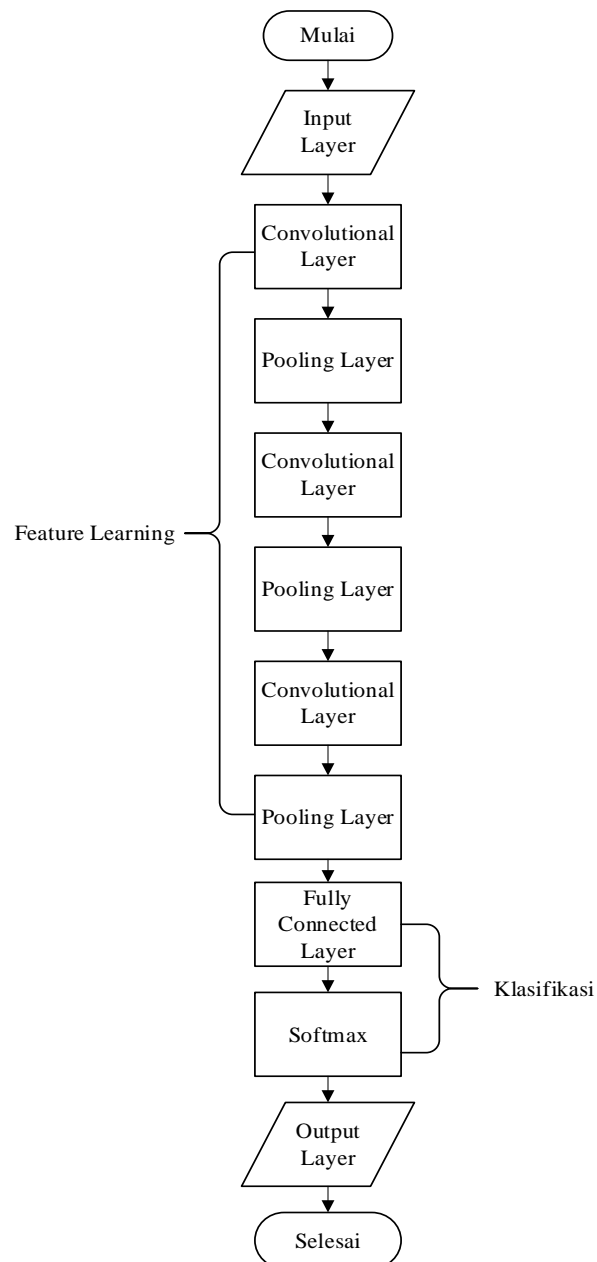 Mulai
Input
Layer
Convolutional
Layer
Pooling Layer
Convolutional
Layer
Feature Learning
Pooling Layer
Convolutional
Layer
Pooling Layer
Fully
Connected
Layer
Klasifikasi
Softmax
Output
Layer
Selesai